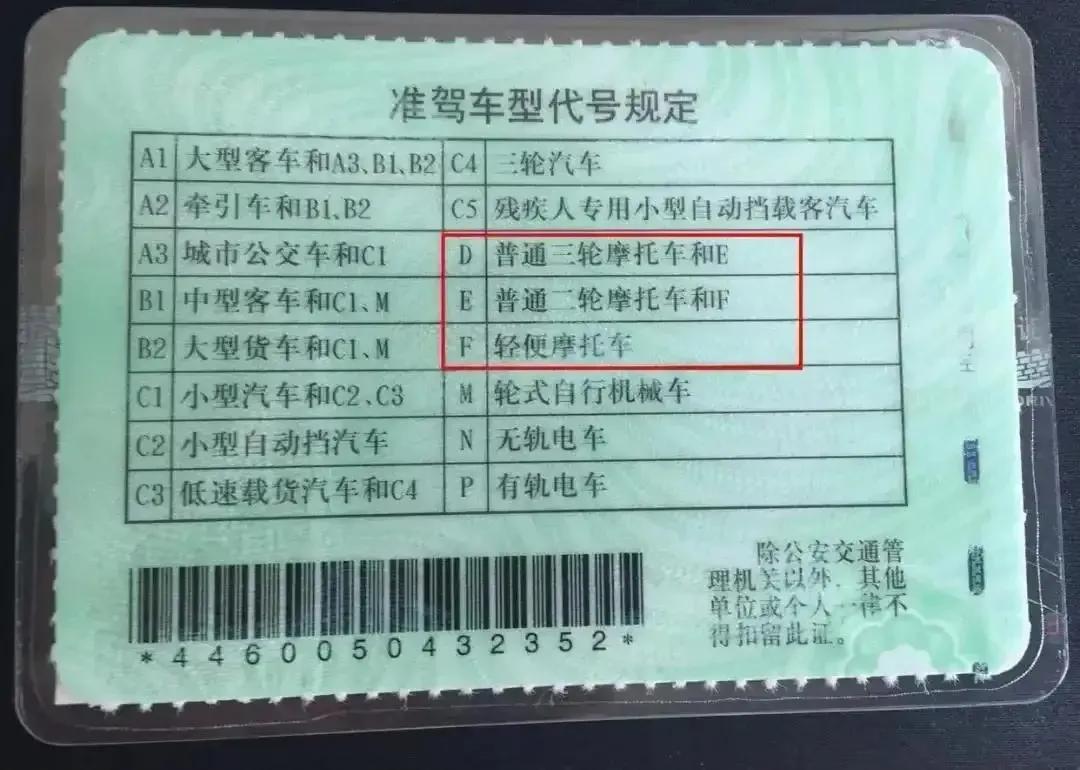 准驾车型代号规定
A1 大型客车和A3、B1、B2 C4 三轮汽车
A2 牵引车和B1、B2 C5 残疾人专用小型自动挡载客汽车
A3 城市公交车和C1 D 普通三轮摩托车和E
B1 中型客车和C1、M E 普通二轮摩托车和F
B2 大型货车和C1、M F 轻便摩托车
C1 小型汽车和C2、C3 M 轮式自行机械车
C2 小型自动挡汽车 N 无轨电车
C3 低速载货汽车和C4 P 有轨电车
除公安交通管
理机关以外，其他
单位或个人一律不
得扣留此证。
*4460050432352*